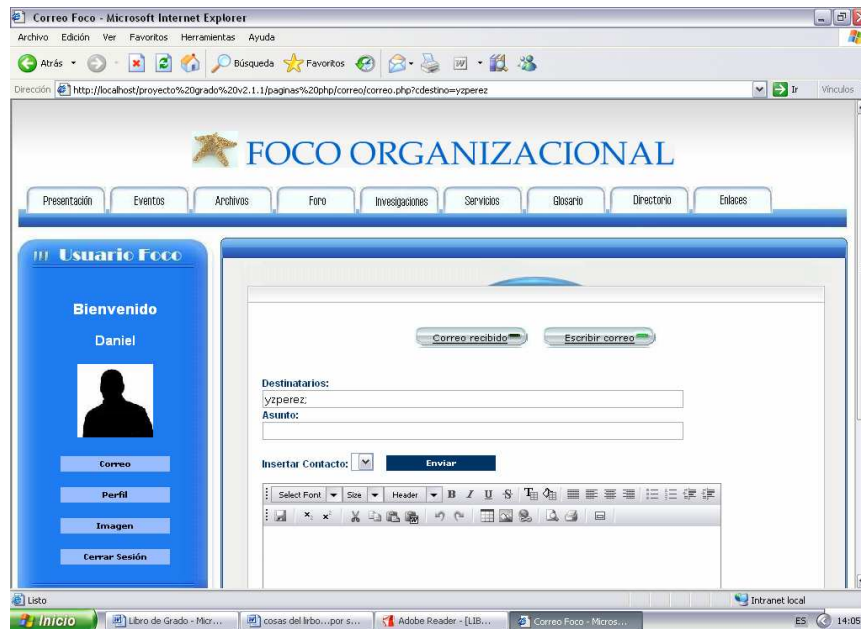 Correo Foco - Microsoft Internet Explorer
Archivo Edición Ver Favoritos Herramientas Ayuda
Atrás Búsqueda Favoritos
Dirección http://localhost/proyecto%20grado%20v2.1.1/paginas%20php/correo/correo.php?cdestino=yzperez Ir Vínculos
FOCO ORGANIZACIONAL
Presentación Eventos Archivos Foro Invesigaciones Servicios Glosario Directorio Enlaces
Usuario Foco
Bienvenido
Daniel
Correo
Perfil
Imagen
Cerrar Sesión
Correo recibido Escribir correo
Destinatarios:
yzperez;
Asunto:
Insertar Contacto: Enviar
Select Font Size Header B I U S
Listo Intranet local
Inicio Libro de Grado - Micr... cosas del lirbo...por s... Adobe Reader - [LIB... Correo Foco - Micros... ES 14:05